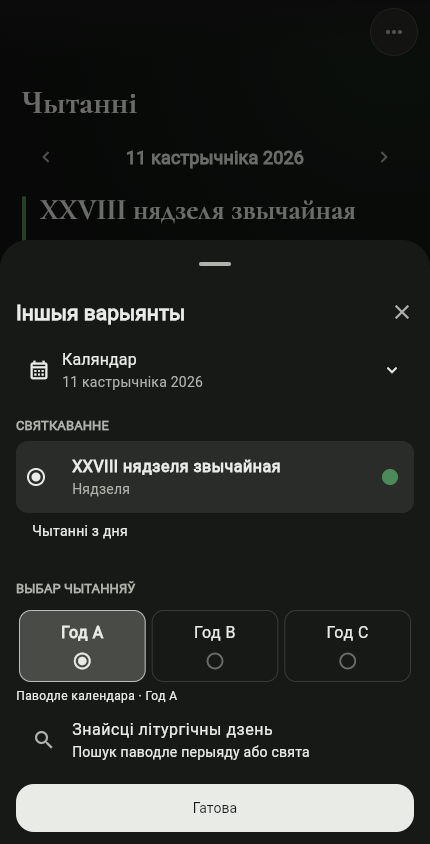 Чытанні
11 кастрычніка 2026
XXVIII нядзеля звычайная
Іншыя варыянты
Каляндар
11 кастрычніка 2026
СВЯТКАВАННЕ
XXVIII нядзеля звычайная
Нядзеля
Чытанні з дня
ВЫБАР ЧЫТАННЯЎ
Год A Год B Год C
Паводле календара · Год A
Знайсці літургічны дзень
Пошук паводле перыяду або свята
Гатова